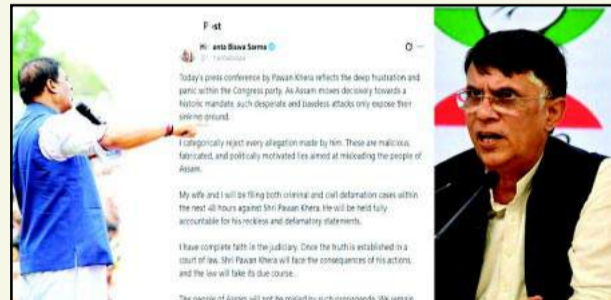 Post
Himanta Biswa Sarma
Today's press conference by Pawan Khera reflects the deep frustration and
panic within the Congress party. As Assam moves decisively towards a
historic mandate, such desperate and baseless attacks only expose their
sinking ground.
I categorically reject every allegation made by him. These are malicious,
fabricated, and politically motivated lies aimed at misleading the people of
Assam.
My wife and I will be filing both criminal and civil defamation cases within
the next 48 hours against Shri Pawan Khera. He will be held fully
accountable for his reckless and defamatory statements.
I have complete faith in the judiciary. Once the truth is established in a
court of law, Shri Pawan Khera will face the consequences of his actions,
and the law will take its due course.
The people of Assam will not be misled by such propaganda. We remain